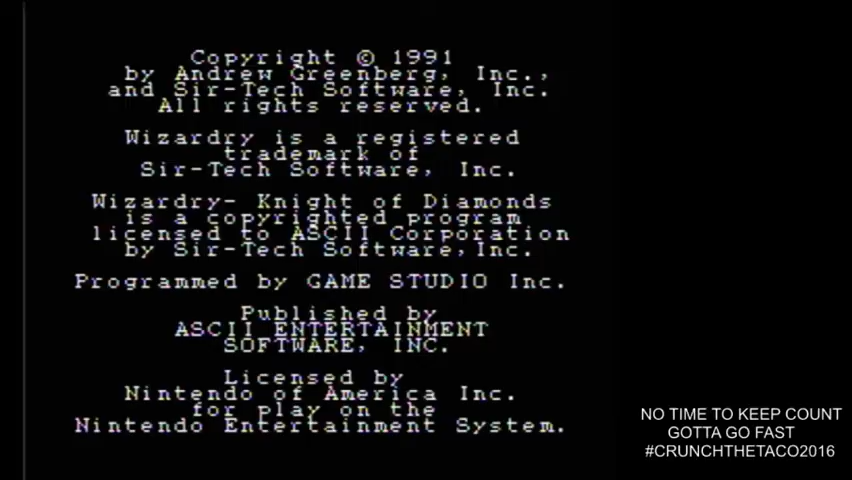 Copyright © 1991
by Andrew Greenberg, Inc.,
and Sir-Tech Software, Inc.
All rights reserved.
Wizardry is a registered
trademark of
Sir-Tech Software, Inc.
Wizardry- Knight of Diamonds
is a copyrighted program
licensed to ASCII Corporation
by Sir-Tech Software,Inc.
Programmed by GAME STUDIO Inc.
Published by
ASCII ENTERTAINMENT
SOFTWARE, INC.
Licensed by
Nintendo of America Inc.
for play on the
Nintendo Entertainment System.
NO TIME TO KEEP COUNT
GOTTA GO FAST
#CRUNCHTHETACO2016